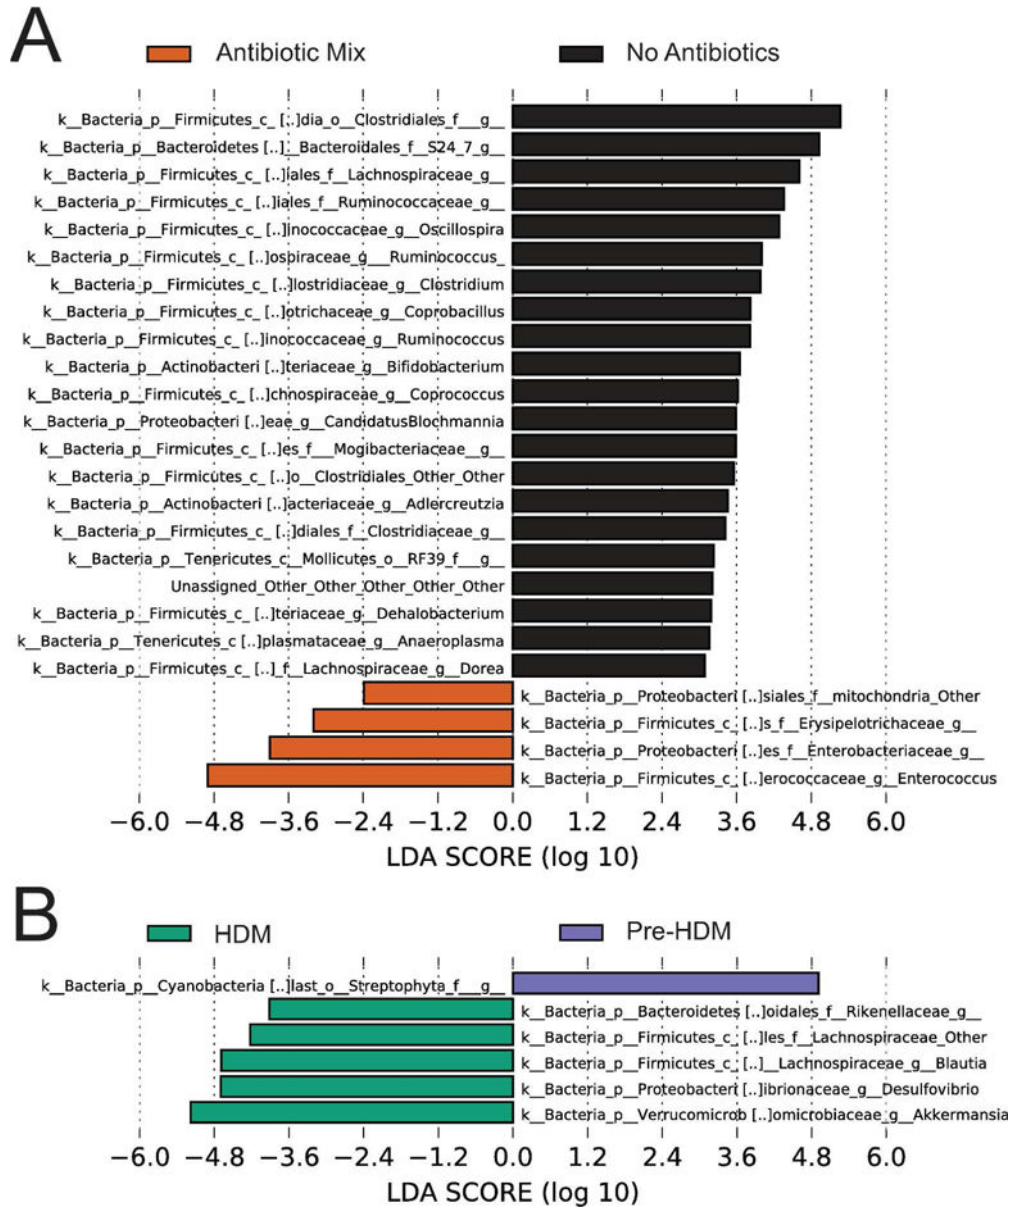 A
Antibiotic Mix
No Antibiotics
k__Bacteria_p__Firmicutes_c_ [..]dia_o__Clostridiales_f___g__
k__Bacteria_p__Bacteroidetes [..]__Bacteroidales_f__S24_7_g__
k__Bacteria_p__Firmicutes_c_ [..]iales_f__Lachnospiraceae_g__
k__Bacteria_p__Firmicutes_c_ [..]iales_f__Ruminococcaceae_g__
k__Bacteria_p__Firmicutes_c_ [..]inococcaceae_g__Oscillospira
k__Bacteria_p__Firmicutes_c_ [..]ospiraceae_g___Ruminococcus_
k__Bacteria_p__Firmicutes_c_ [..]lostridiaceae_g__Clostridium
k__Bacteria_p__Firmicutes_c_ [..]otrichaceae_g__Coprobacillus
k__Bacteria_p__Firmicutes_c_ [..]inococcaceae_g__Ruminococcus
k__Bacteria_p__Actinobacteri [..]teriaceae_g__Bifidobacterium
k__Bacteria_p__Firmicutes_c_ [..]chnospiraceae_g__Coprococcus
k__Bacteria_p__Proteobacteri [..]eae_g__CandidatusBlochmannia
k__Bacteria_p__Firmicutes_c_ [..]es_f___Mogibacteriaceae__g__
k__Bacteria_p__Firmicutes_c_ [..]o__Clostridiales_Other_Other
k__Bacteria_p__Actinobacteri [..]acteriaceae_g__Adlercreutzia
k__Bacteria_p__Firmicutes_c_ [..]diales_f__Clostridiaceae_g__
k__Bacteria_p__Tenericutes_c__Mollicutes_o__RF39_f___g__
Unassigned_Other_Other_Other_Other_Other
k__Bacteria_p__Firmicutes_c_ [..]teriaceae_g__Dehalobacterium
k__Bacteria_p__Tenericutes_c [..]plasmataceae_g__Anaeroplasma
k__Bacteria_p__Firmicutes_c_ [..]_f__Lachnospiraceae_g__Dorea
k__Bacteria_p__Proteobacteri [..]siales_f__mitochondria_Other
k__Bacteria_p__Firmicutes_c_ [..]s_f__Erysipelotrichaceae_g__
k__Bacteria_p__Proteobacteri [..]es_f__Enterobacteriaceae_g__
k__Bacteria_p__Firmicutes_c_ [..]erococcaceae_g__Enterococcus
−6.0 −4.8 −3.6 −2.4 −1.2 0.0 1.2 2.4 3.6 4.8 6.0
LDA SCORE (log 10)
B
HDM
Pre-HDM
k__Bacteria_p__Cyanobacteria [..]last_o__Streptophyta_f___g__
k__Bacteria_p__Bacteroidetes [..]oidales_f__Rikenellaceae_g__
k__Bacteria_p__Firmicutes_c_ [..]les_f__Lachnospiraceae_Other
k__Bacteria_p__Firmicutes_c_ [..]__Lachnospiraceae_g__Blautia
k__Bacteria_p__Proteobacteri [..]ibrionaceae_g__Desulfovibrio
k__Bacteria_p__Verrucomicrob [..]omicrobiaceae_g__Akkermansia
−6.0 −4.8 −3.6 −2.4 −1.2 0.0 1.2 2.4 3.6 4.8 6.0
LDA SCORE (log 10)